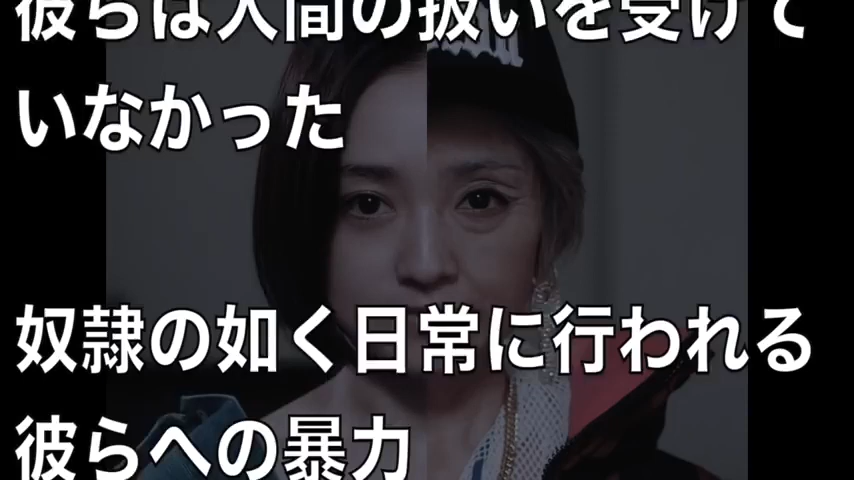 彼らは人間の扱いを受けて
いなかった
奴隷の如く日常に行われる
彼らへの暴力